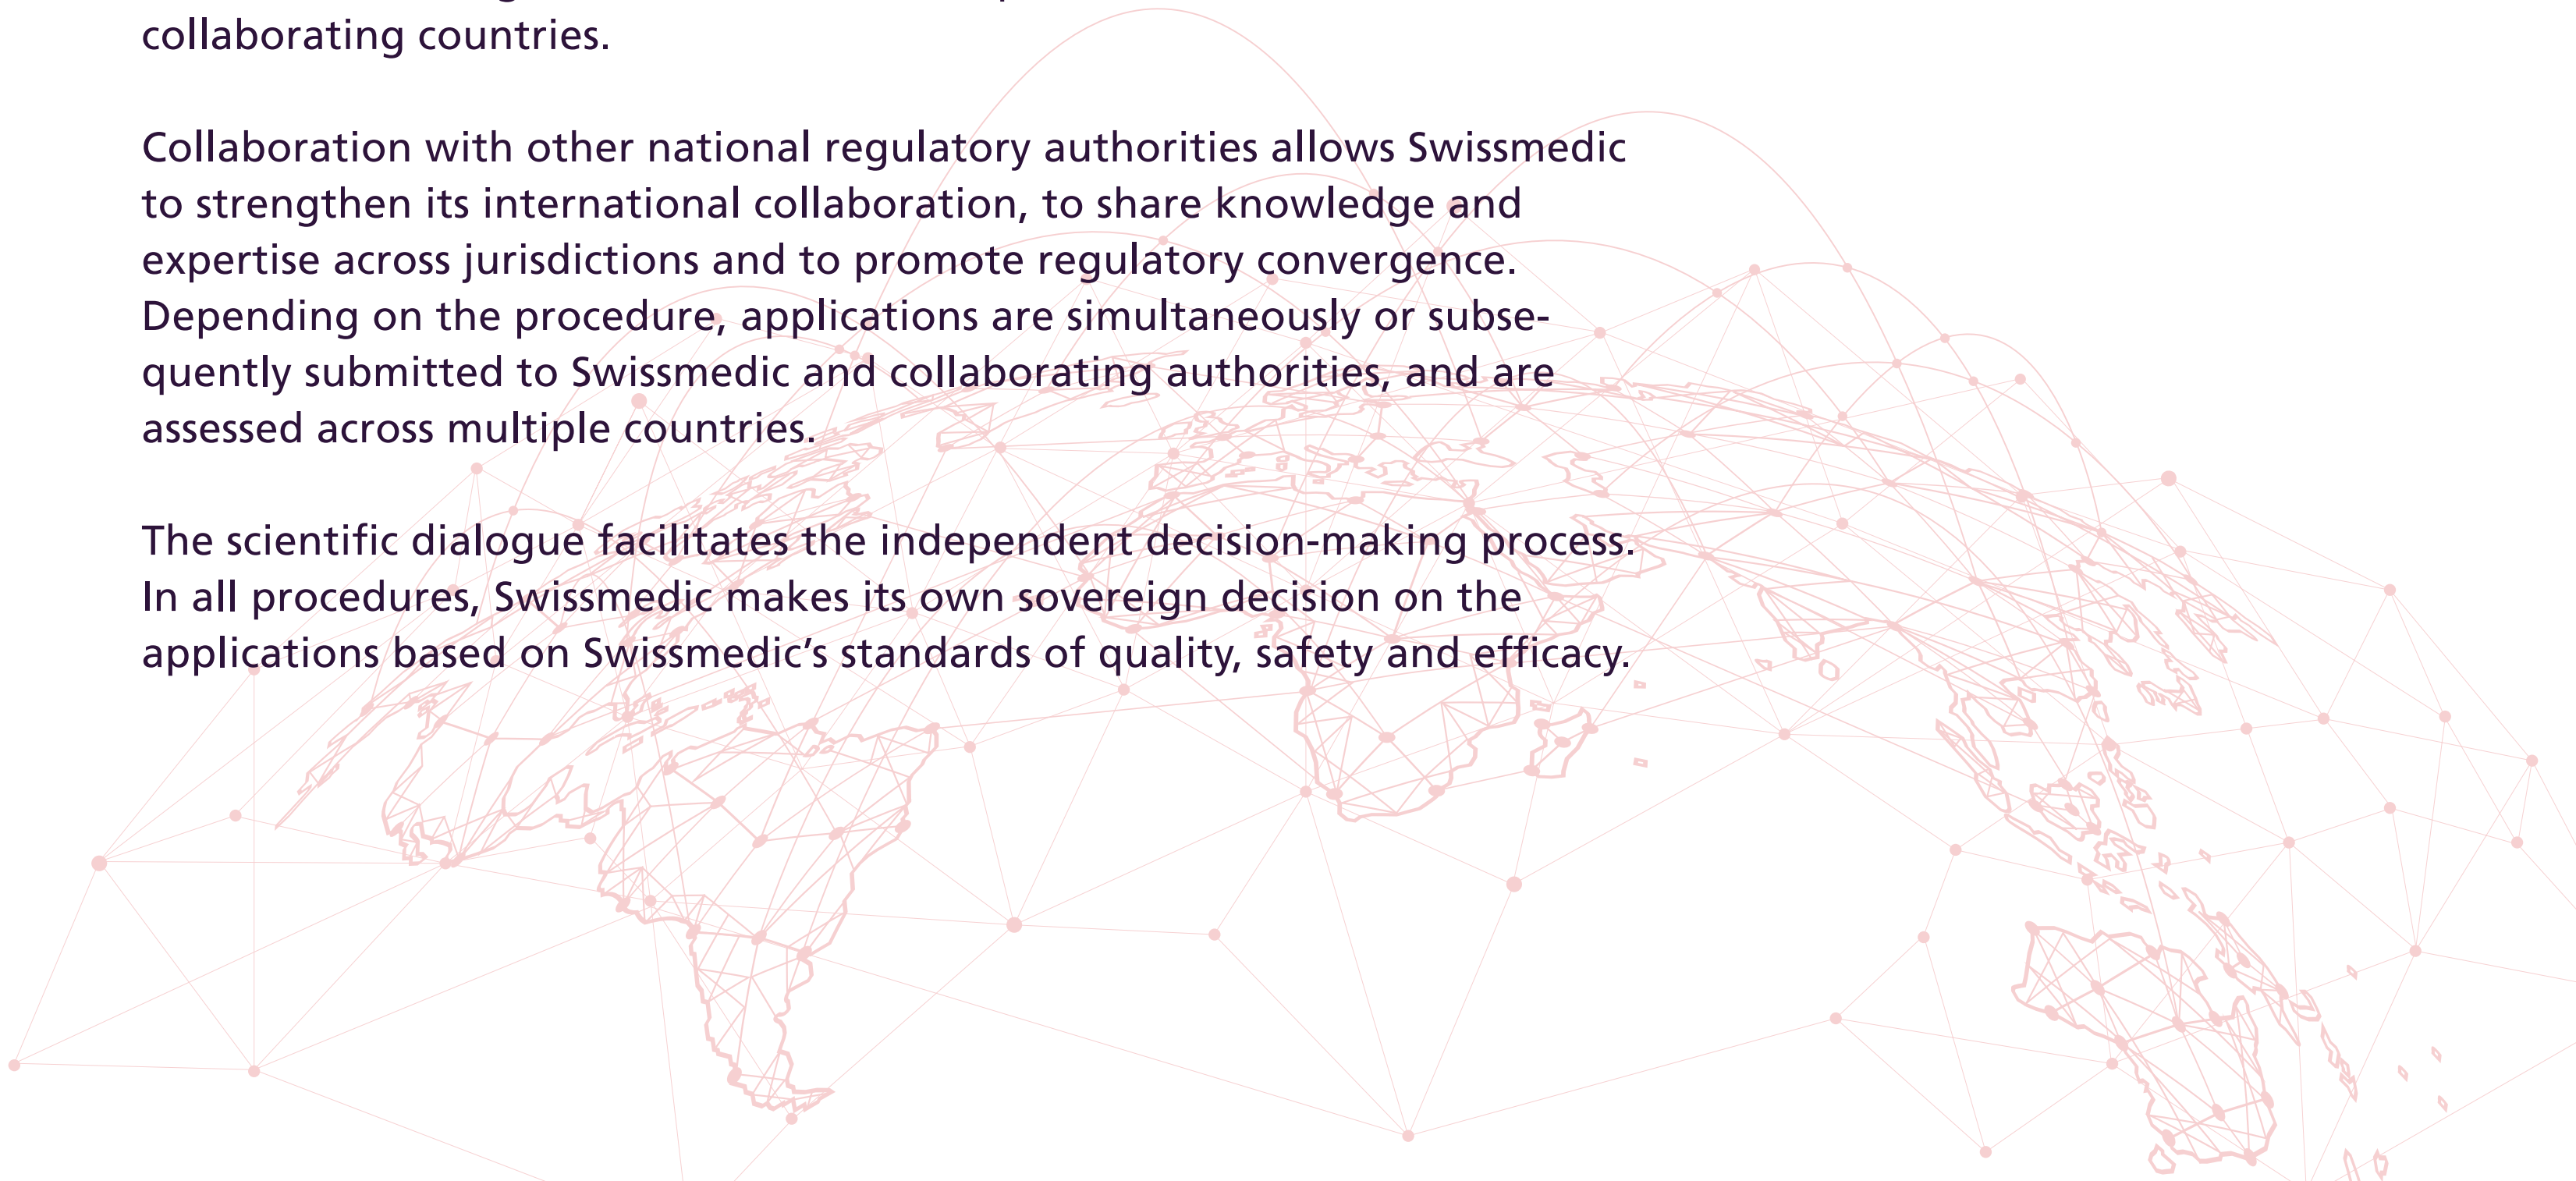 collaborating countries.
Collaboration with other national regulatory authorities allows Swissmedic
to strengthen its international collaboration, to share knowledge and
expertise across jurisdictions and to promote regulatory convergence.
Depending on the procedure, applications are simultaneously or subse-
quently submitted to Swissmedic and collaborating authorities, and are
assessed across multiple countries.
The scientific dialogue facilitates the independent decision-making process.
In all procedures, Swissmedic makes its own sovereign decision on the
applications based on Swissmedic’s standards of quality, safety and efficacy.